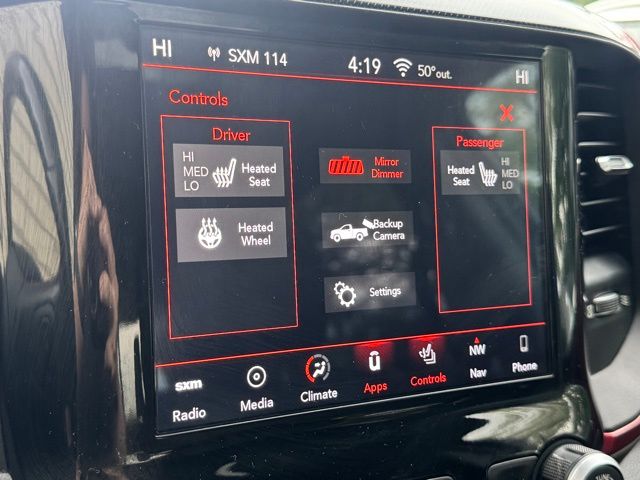 HI SXM 114 4:19 50°out. HI
Controls
Driver
HI
MED
LO
Heated
Seat
Heated
Wheel
Mirror
Dimmer
Backup
Camera
Settings
Passenger
Heated
Seat
HI
MED
LO
sxm
Radio
Media
Climate
Apps
Controls
NW
Nav
Phone